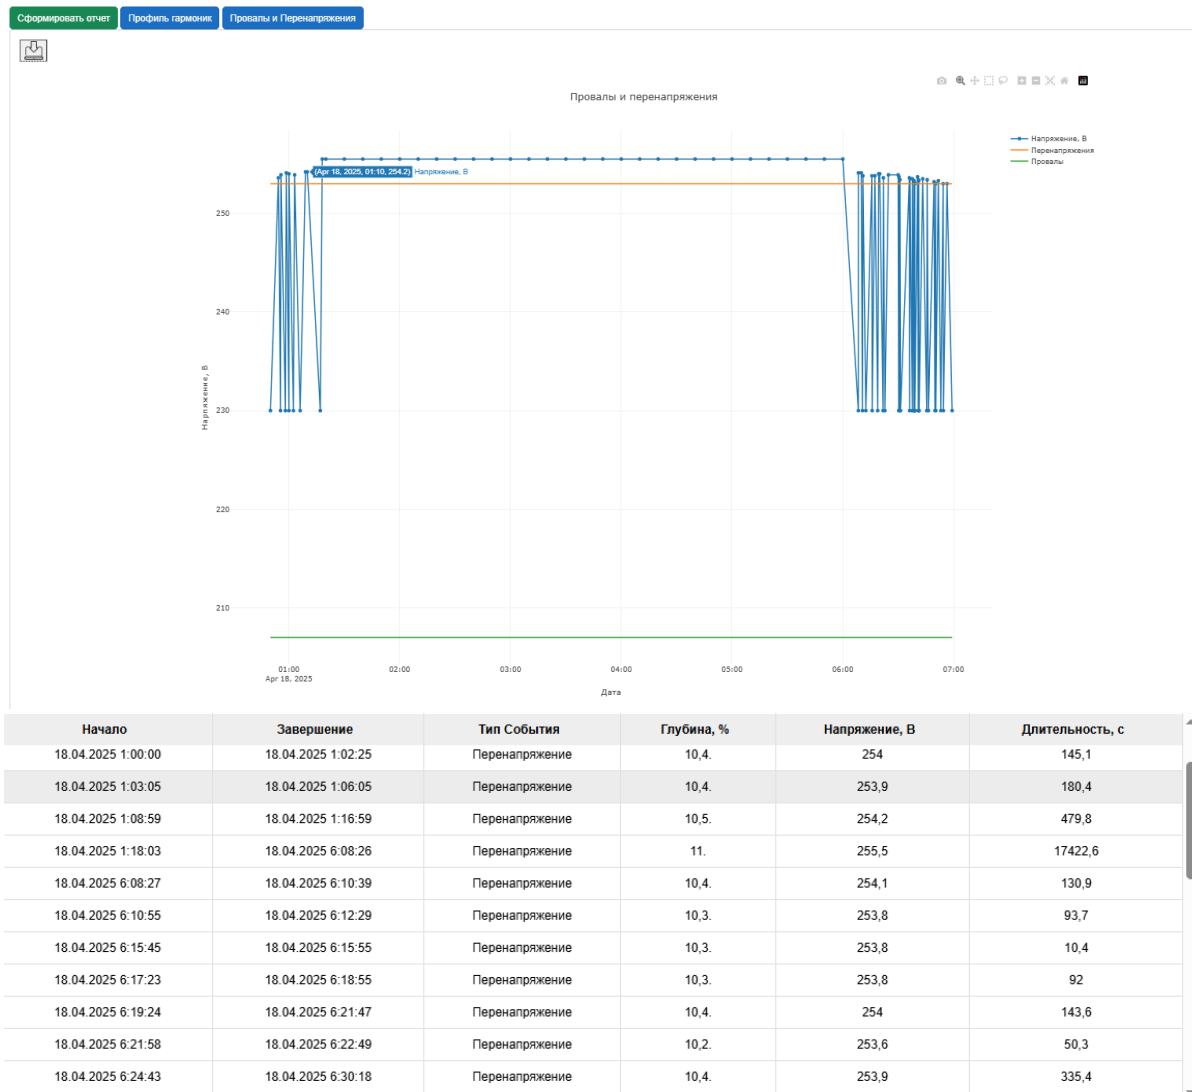 Сформировать отчет Профиль гармоник Провалы и Перенапряжения
Провалы и перенапряжения
Напряжение, В
Перенапряжения
Провалы
(Apr 18, 2025, 01:10, 254.2) Напряжение, В
250
240
230
220
210
Напряжение, В
01:00 02:00 03:00 04:00 05:00 06:00 07:00
Apr 18, 2025
Дата
Начало Завершение Тип События Глубина, % Напряжение, В Длительность, с
18.04.2025 1:00:00 18.04.2025 1:02:25 Перенапряжение 10,4. 254 145,1
18.04.2025 1:03:05 18.04.2025 1:06:05 Перенапряжение 10,4. 253,9 180,4
18.04.2025 1:08:59 18.04.2025 1:16:59 Перенапряжение 10,5. 254,2 479,8
18.04.2025 1:18:03 18.04.2025 6:08:26 Перенапряжение 11. 255,5 17422,6
18.04.2025 6:08:27 18.04.2025 6:10:39 Перенапряжение 10,4. 254,1 130,9
18.04.2025 6:10:55 18.04.2025 6:12:29 Перенапряжение 10,3. 253,8 93,7
18.04.2025 6:15:45 18.04.2025 6:15:55 Перенапряжение 10,3. 253,8 10,4
18.04.2025 6:17:23 18.04.2025 6:18:55 Перенапряжение 10,3. 253,8 92
18.04.2025 6:19:24 18.04.2025 6:21:47 Перенапряжение 10,4. 254 143,6
18.04.2025 6:21:58 18.04.2025 6:22:49 Перенапряжение 10,2. 253,6 50,3
18.04.2025 6:24:43 18.04.2025 6:30:18 Перенапряжение 10,4. 253,9 335,4